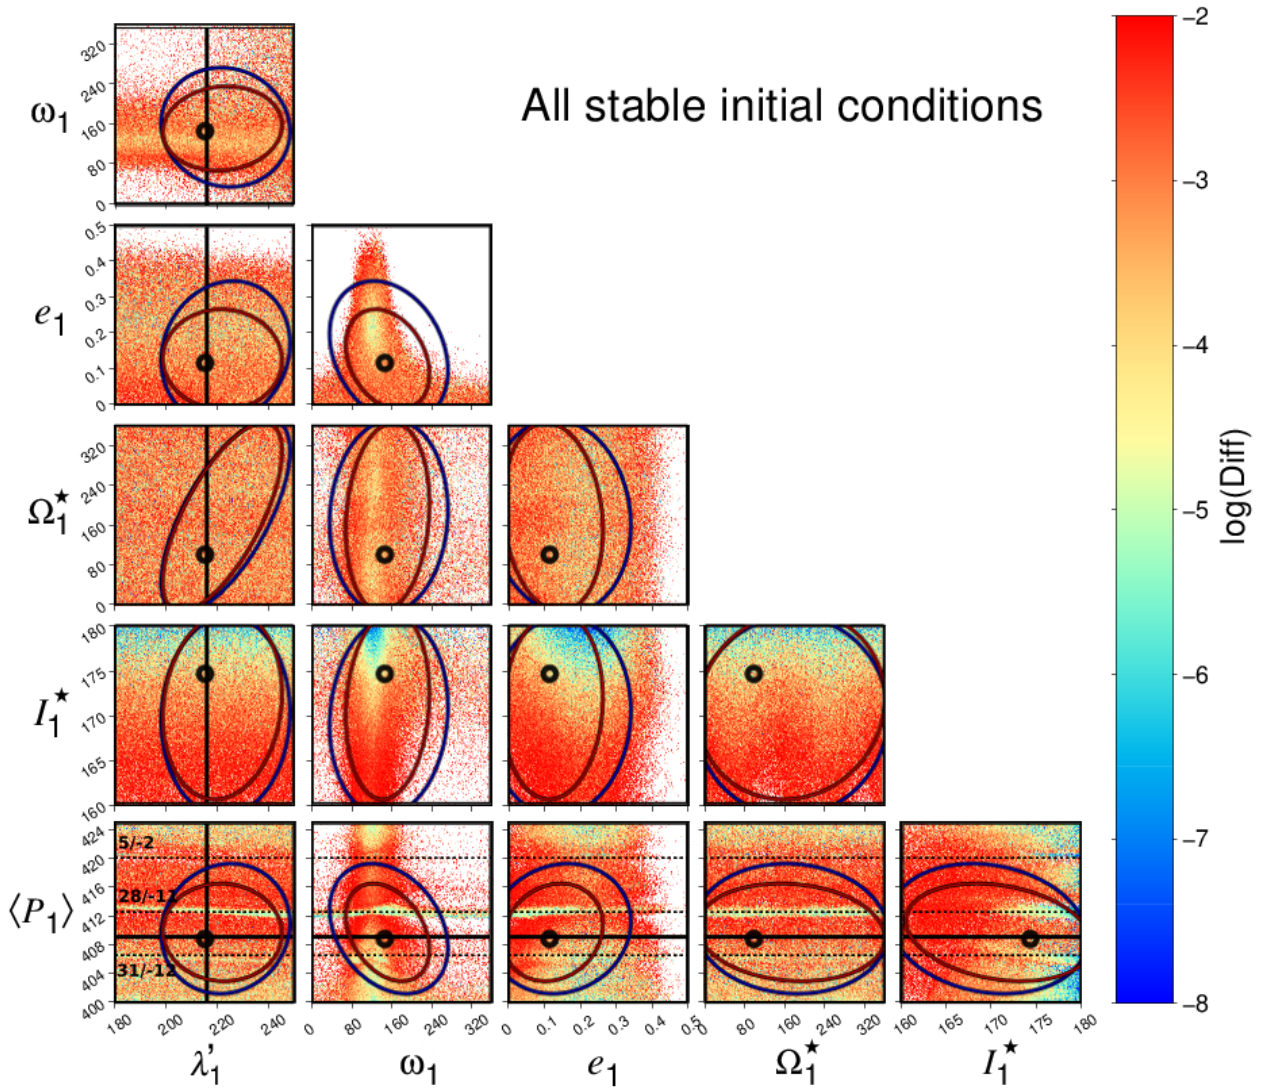 All stable initial conditions
ω₁
320
240
160
80
0
e₁
0.5
0.4
0.3
0.2
0.1
0
Ω₁★
320
240
160
80
0
I₁★
180
175
170
165
160
⟨P₁⟩
424
420
416
412
408
404
400
5/-2
28/-11
31/-12
180 200 220 240
0 80 160 240 320
0 0.1 0.2 0.3 0.4 0.5
0 80 160 240 320
160 165 170 175 180
λ'₁ ω₁ e₁ Ω₁★ I₁★
−2
−3
−4
−5
−6
−7
−8
log(Diff)